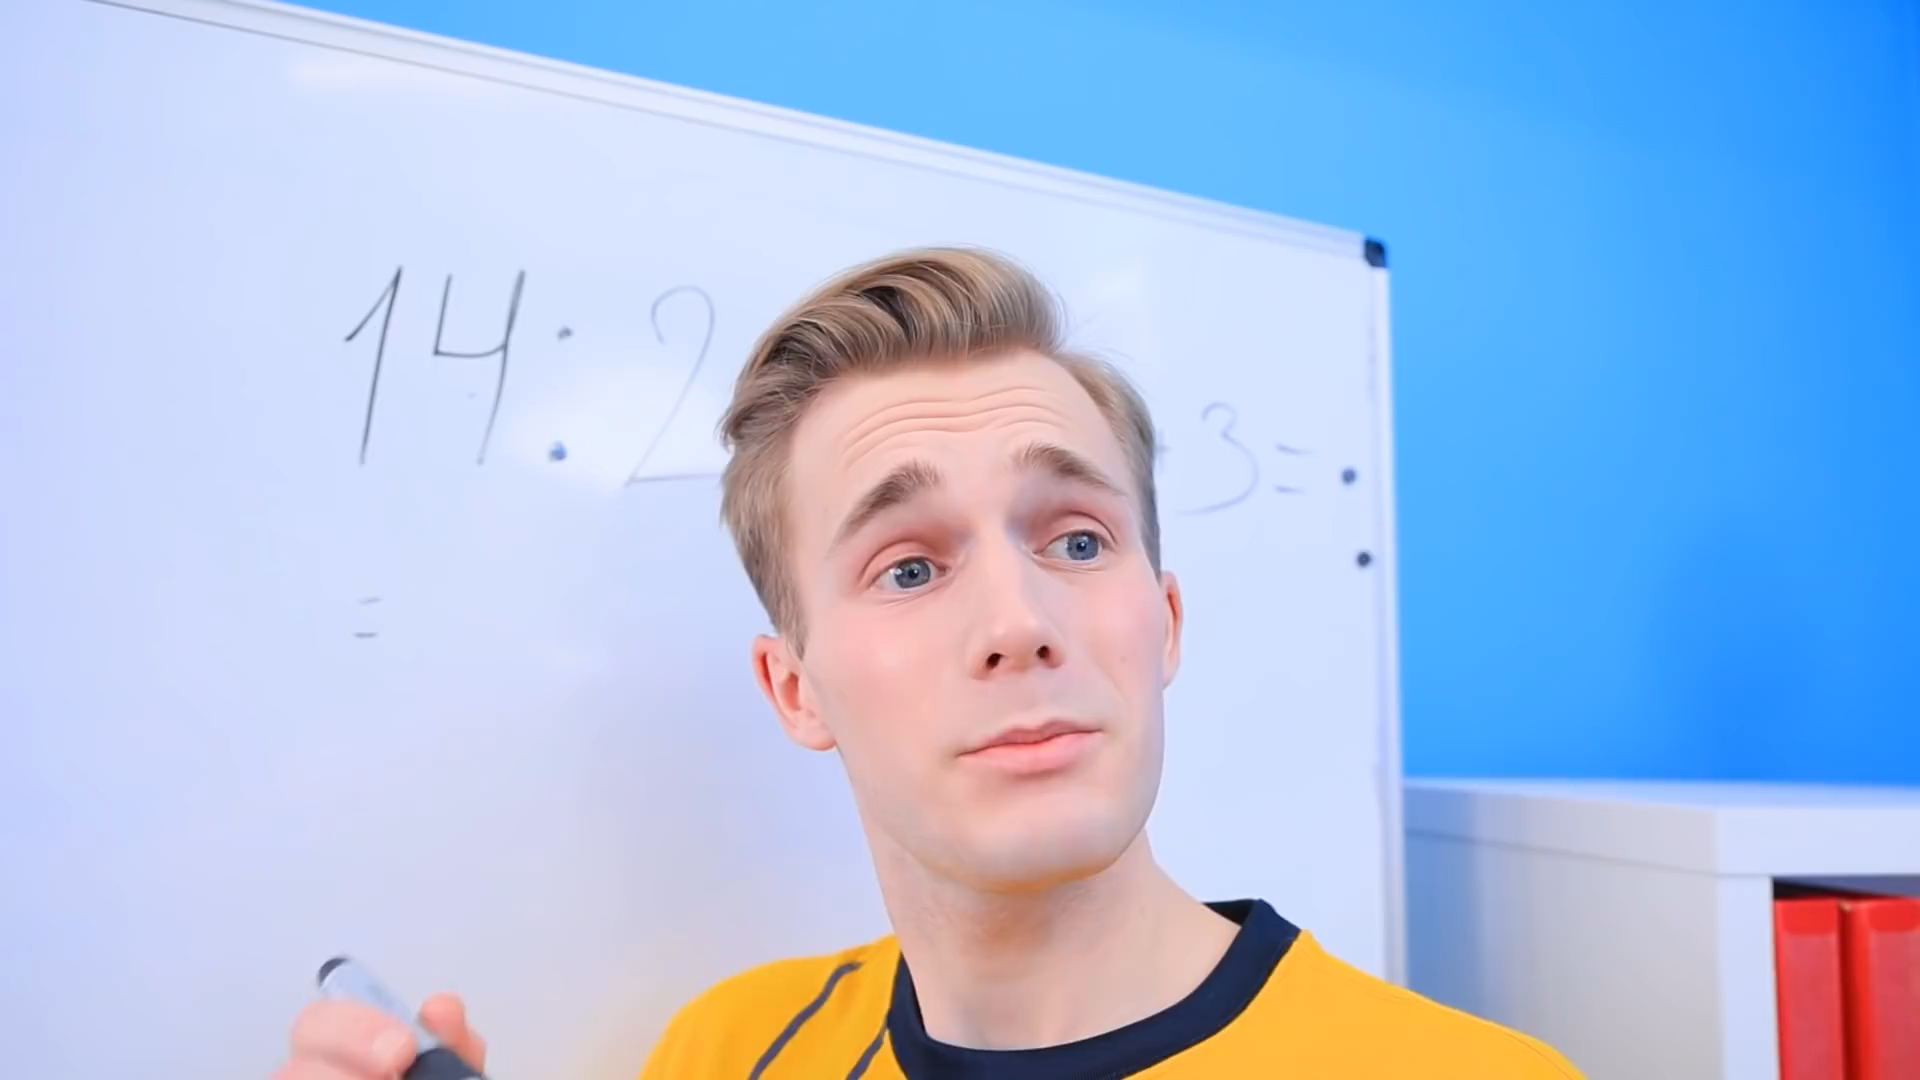 14:2 +3=
=